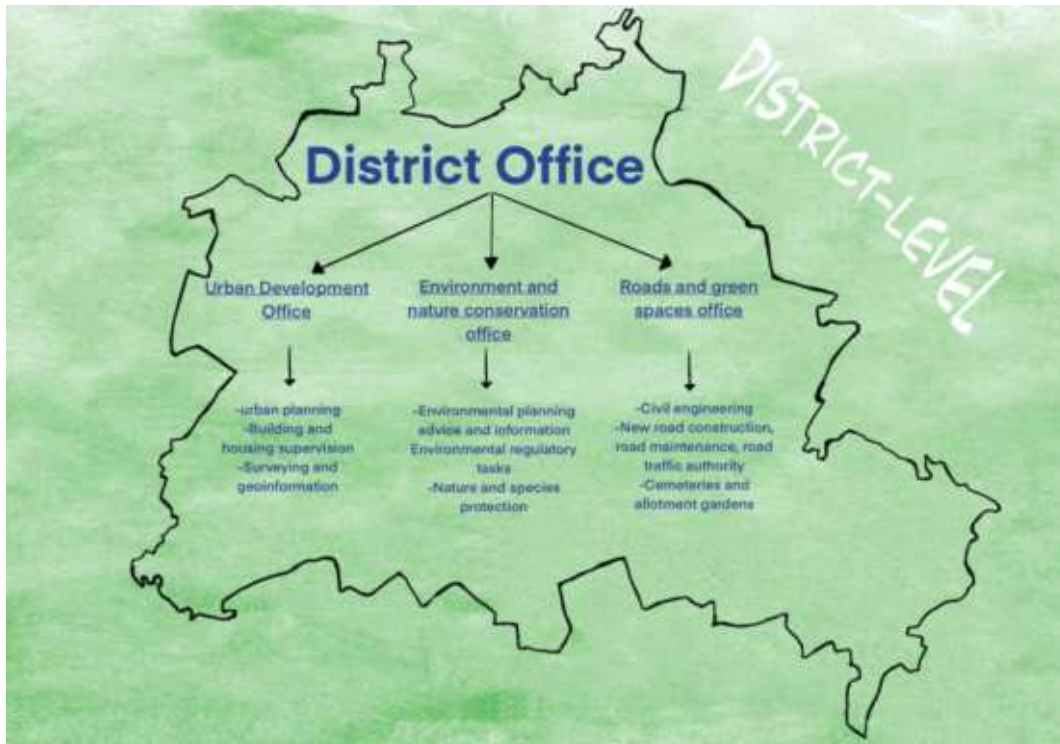 DISTRICT-LEVEL
District Office
Urban Development
Office
-urban planning
-Building and
housing supervision
-Surveying and
geoinformation
Environment and
nature conservation
office
-Environmental planning
advice and information
Environmental regulatory
tasks
-Nature and species
protection
Roads and green
spaces office
-Civil engineering
-New road construction,
road maintenance, road
traffic authority
-Cemeteries and
allotment gardens